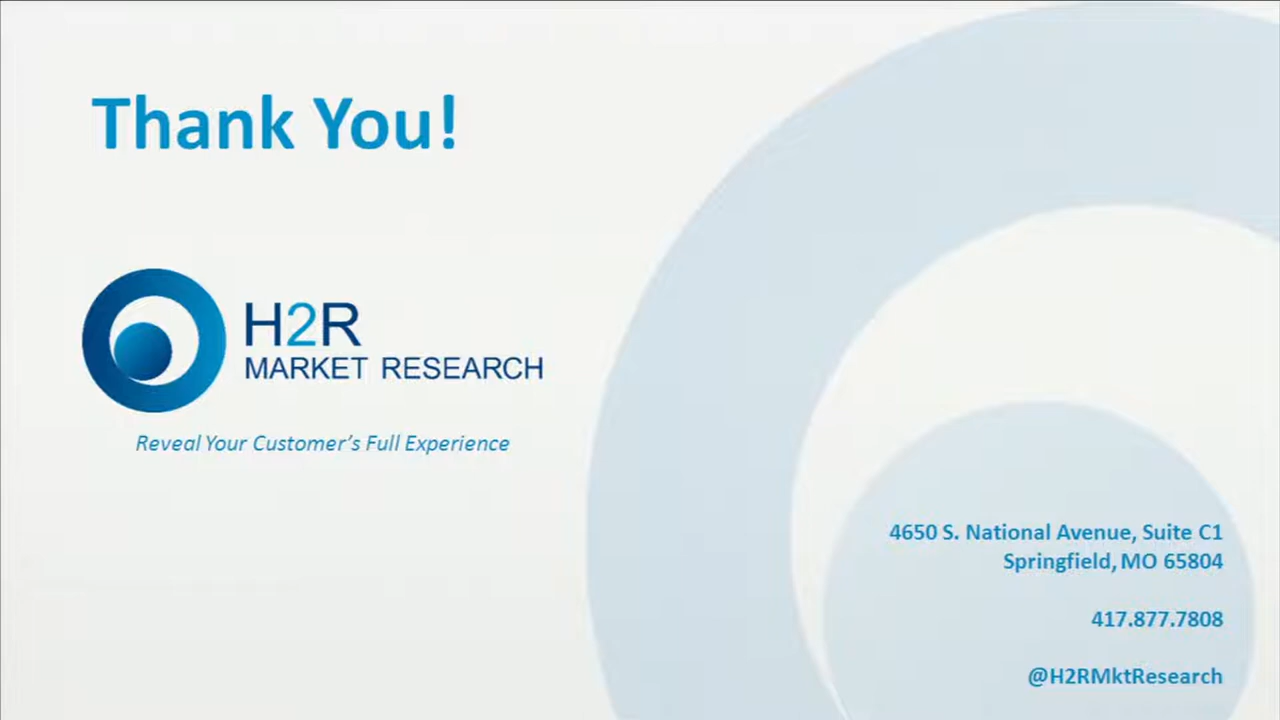 Thank You!
H2R
MARKET RESEARCH
Reveal Your Customer's Full Experience
4650 S. National Avenue, Suite C1
Springfield, MO 65804
417.877.7808
@H2RMktResearch